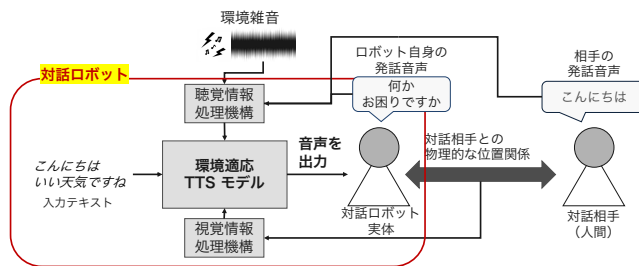 環境雑音
対話ロボット
聴覚情報
処理機構
ロボット自身の
発話音声
何か
お困りですか
相手の
発話音声
こんにちは
こんにちは
いい天気ですね
入力テキスト
環境適応
TTS モデル
音声を
出力
対話相手との
物理的な位置関係
視覚情報
処理機構
対話ロボット
実体
対話相手
（人間）